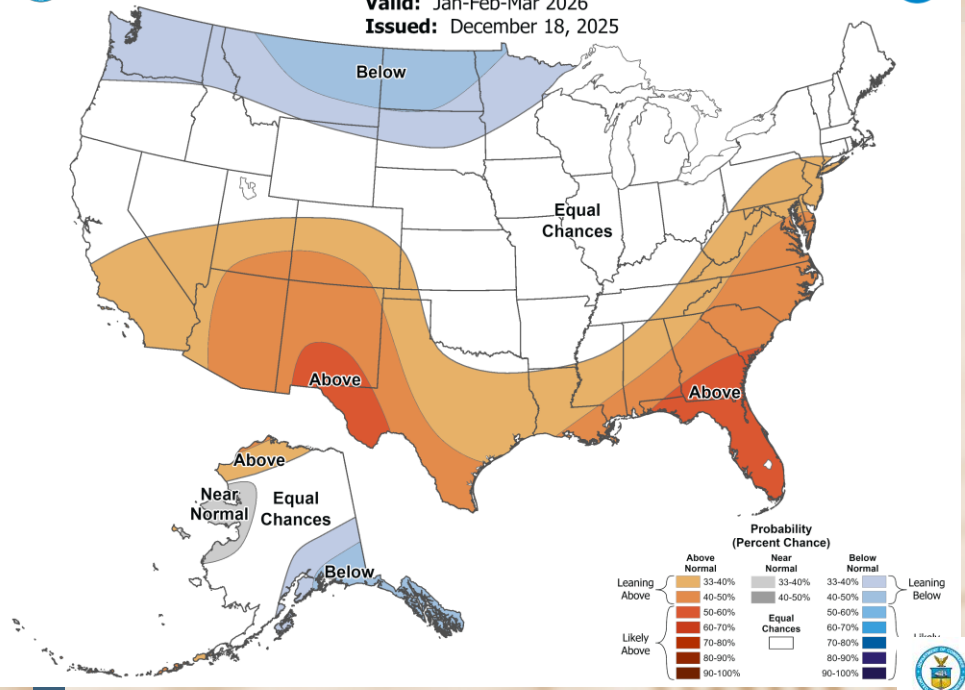 Valid: Jan-Feb-Mar 2026
Issued: December 18, 2025
Below
Equal
Chances
Above
Above
Above
Near
Normal
Equal
Chances
Below
Probability
(Percent Chance)
Above
Normal
Near
Normal
Below
Normal
Leaning
Above
33-40%
40-50%
33-40%
40-50%
33-40%
40-50%
Leaning
Below
Likely
Above
50-60%
60-70%
70-80%
80-90%
90-100%
Equal
Chances
50-60%
60-70%
70-80%
80-90%
90-100%